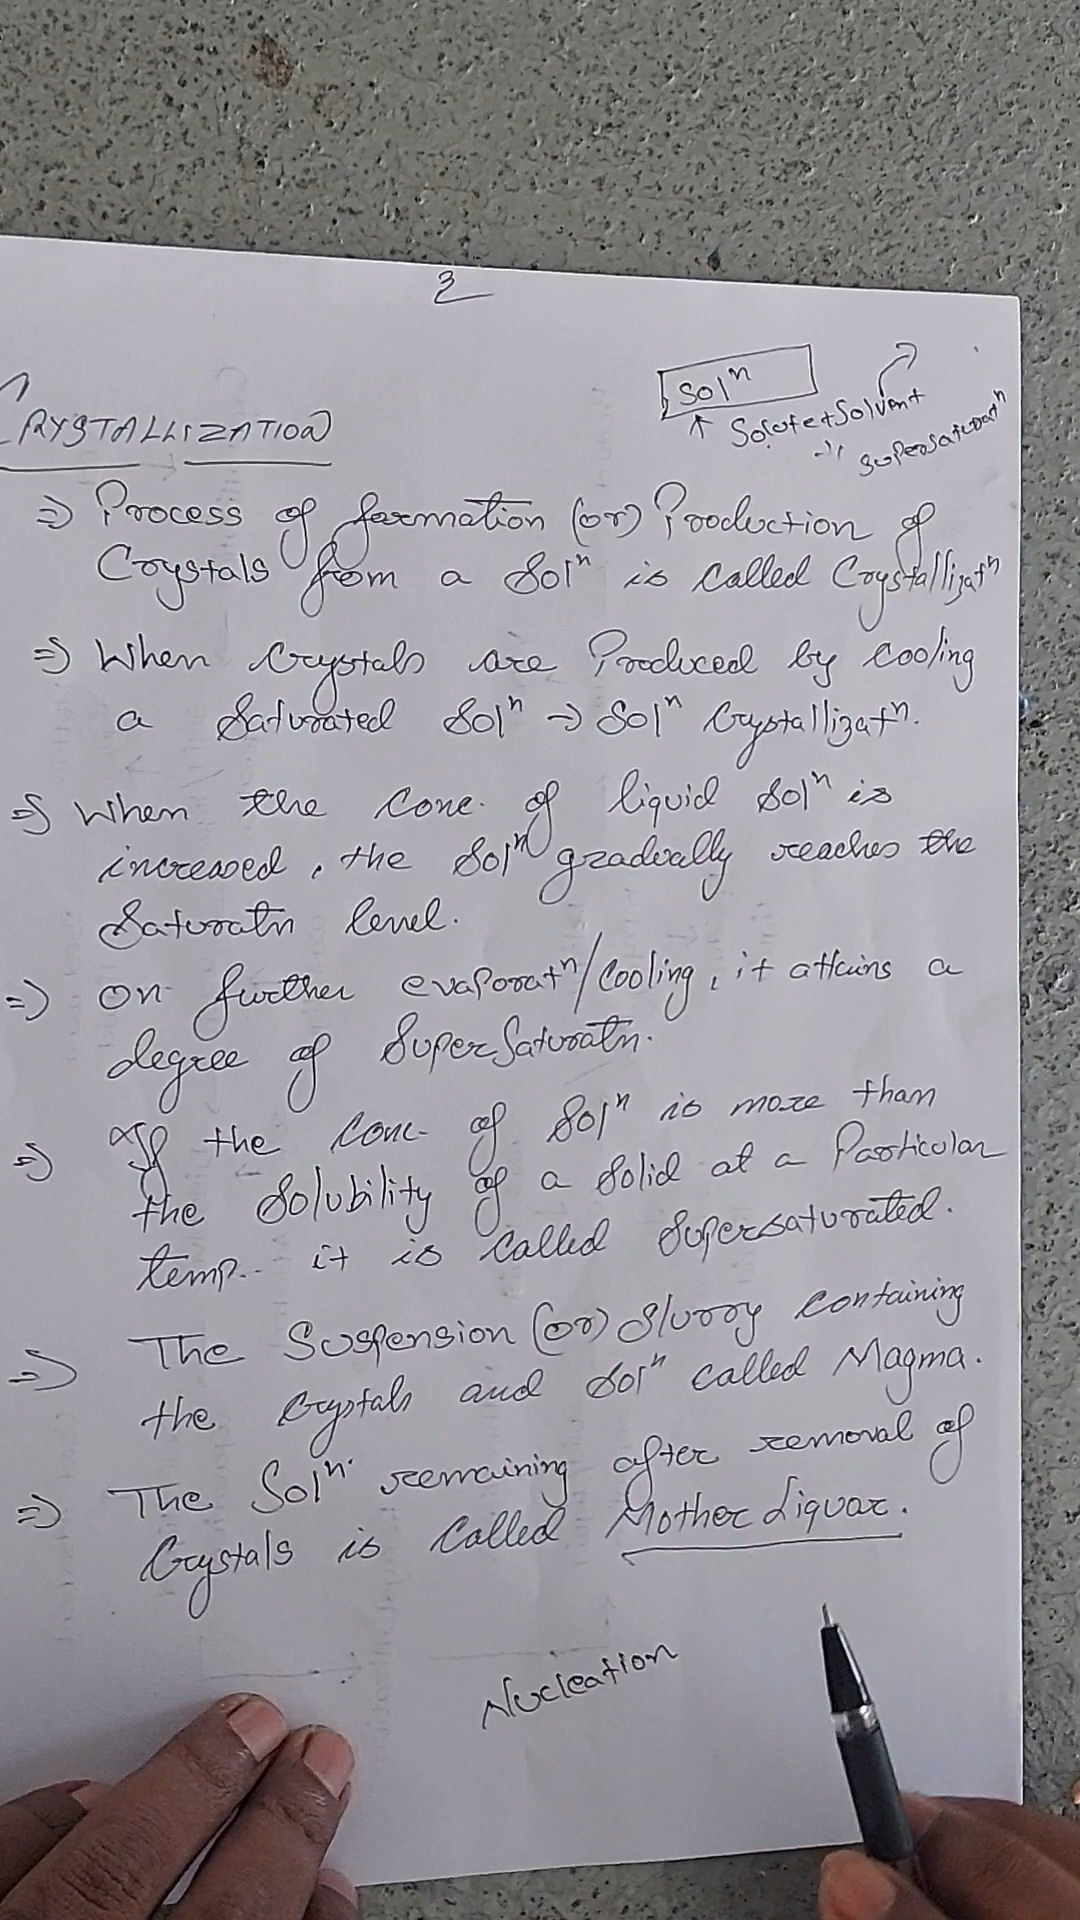 2
Solⁿ
↑ Solute + Solvent
supersaturatⁿ
CRYSTALLIZATION
⇒ Process of formation (or) Production of
Crystals from a Solⁿ is called Crystallizatⁿ
⇒ When Crystals are Produced by Cooling
a Saturated Solⁿ ⇒ Solⁿ Crystallizatⁿ.
⇒ When the Conc. of liquid Solⁿ is
increased, the Solⁿ gradually reaches the
Saturatn level.
⇒ On further evaporatⁿ/Cooling, it attains a
degree of SuperSaturatn.
⇒ If the Conc. of Solⁿ is more than
the Solubility of a Solid at a Particular
temp.. it is Called Supersaturated.
⇒ The Suspension (or) Slurry containing
the Crystals and Solⁿ called Magma.
⇒ The Solⁿ. remaining after removal of
Crystals is Called Mother Liquar.
Nucleation